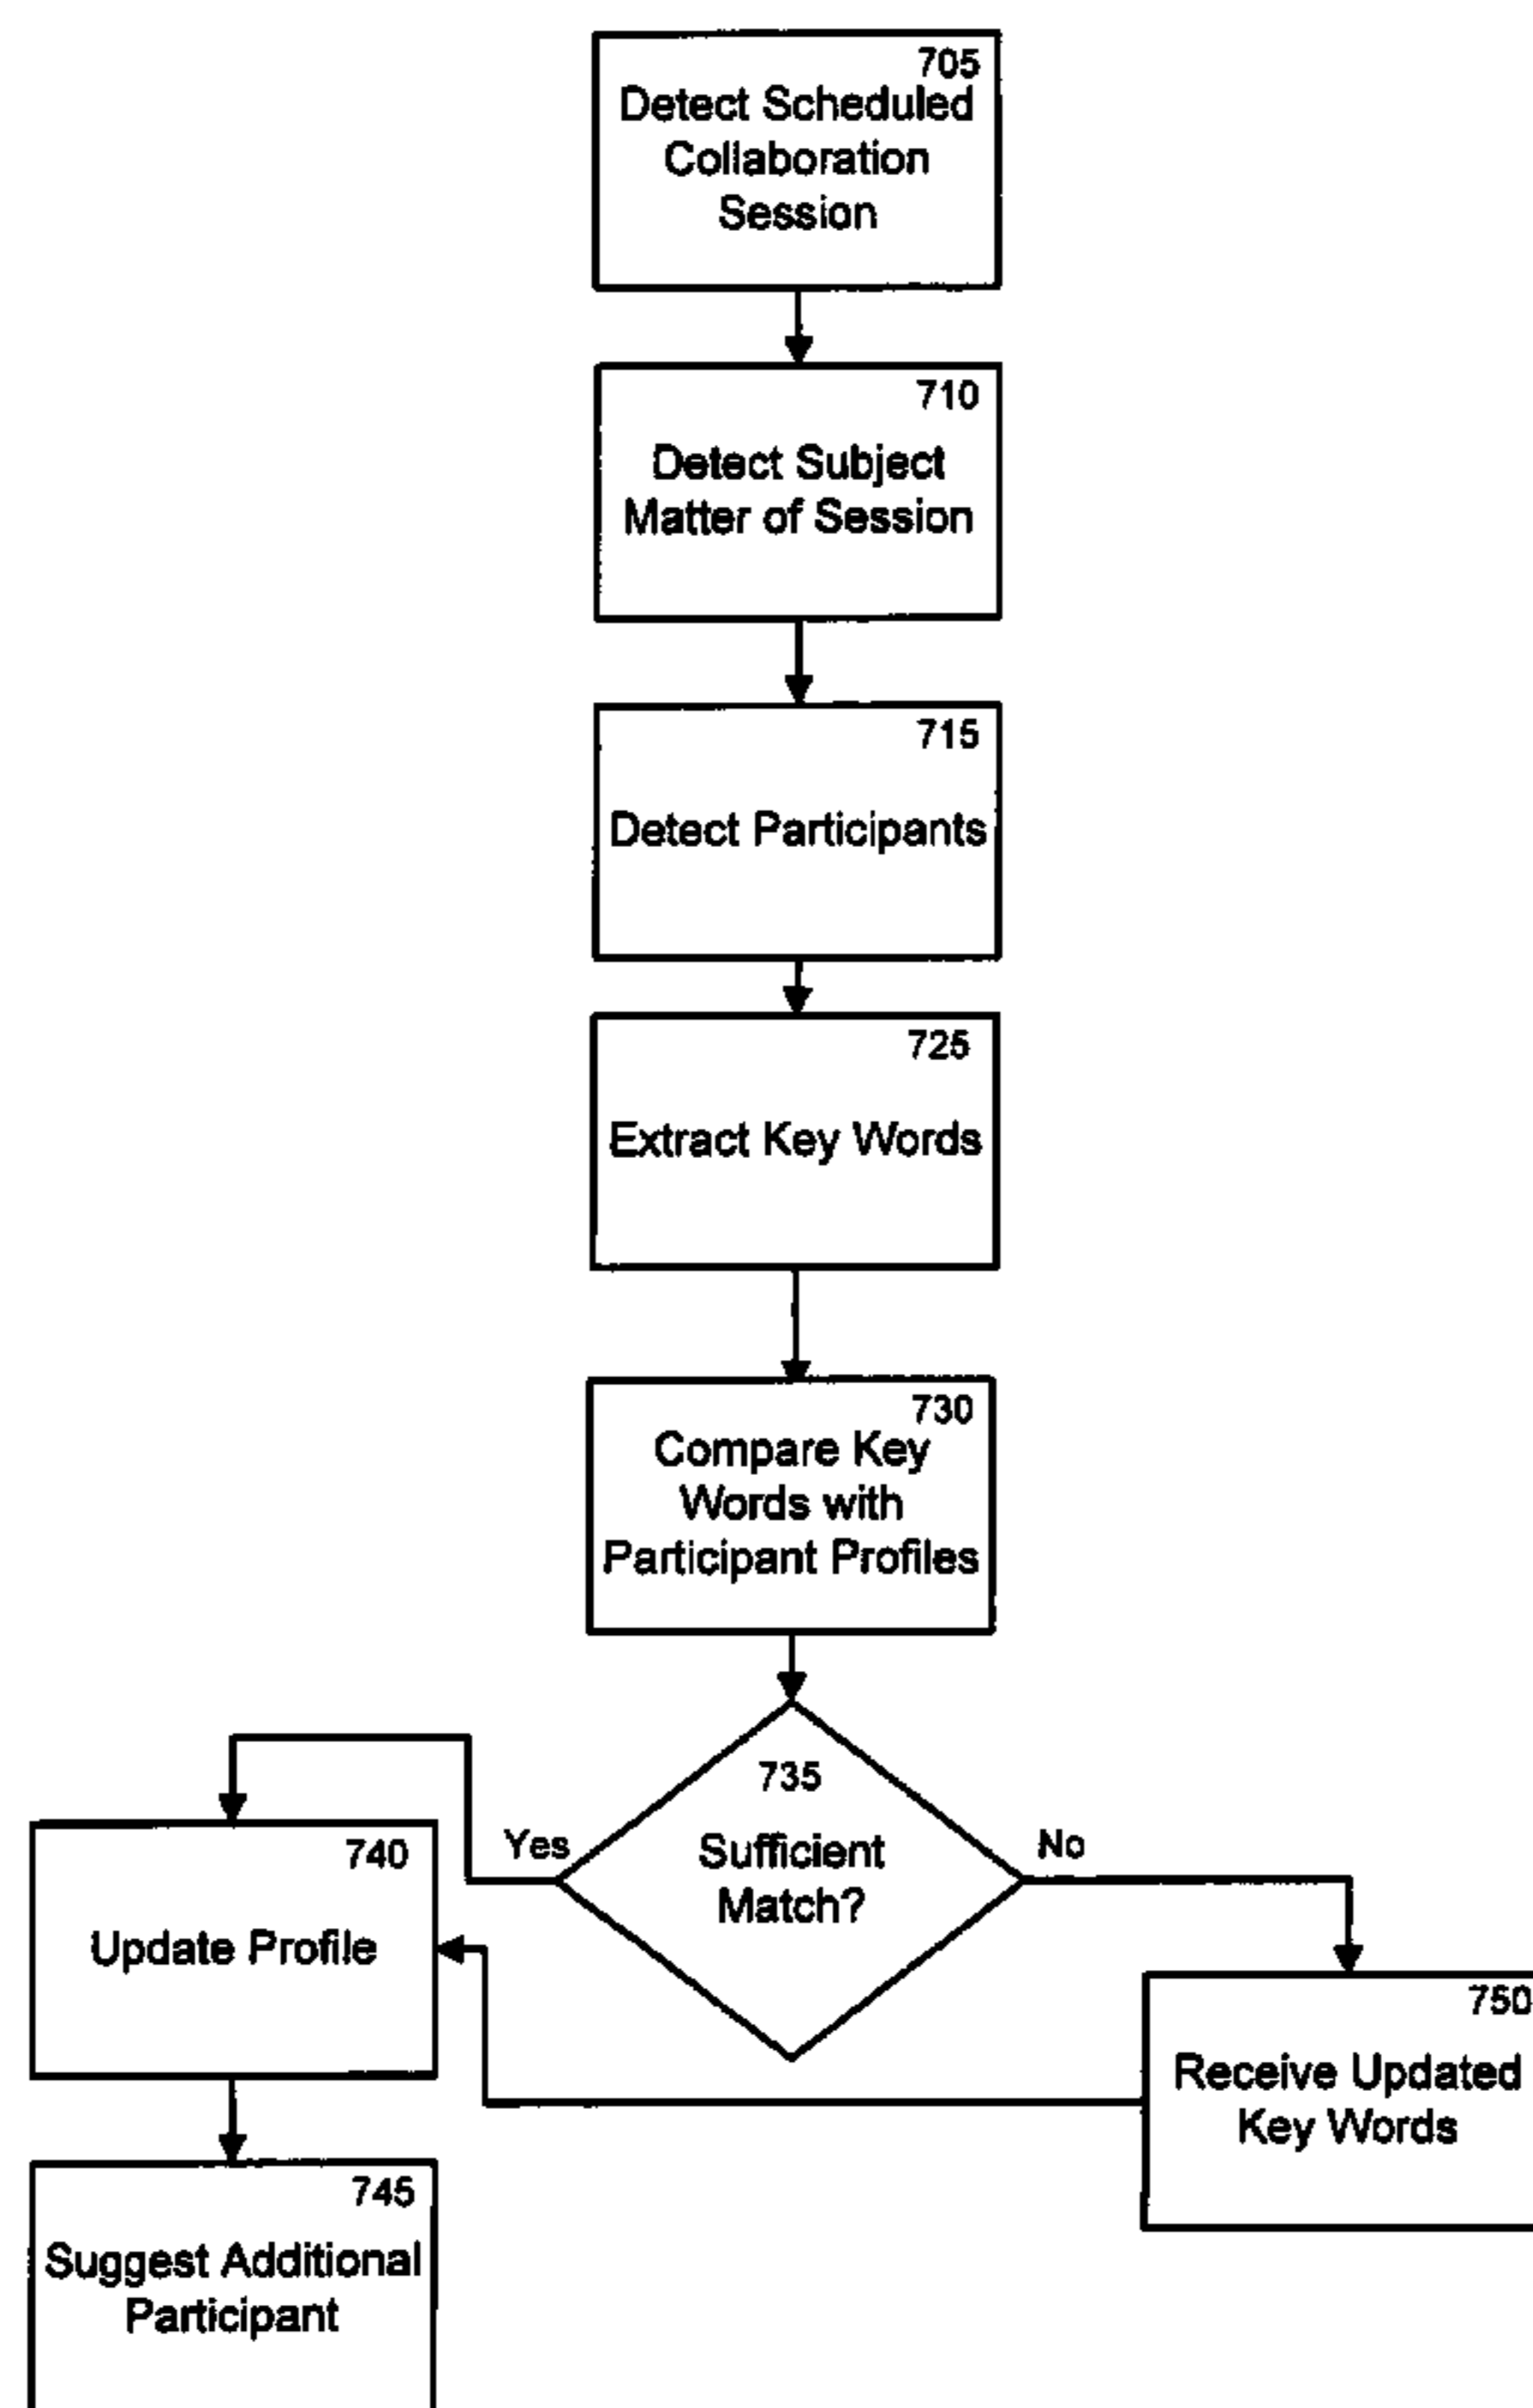 705
Detect Scheduled
Collaboration
Session
710
Detect Subject
Matter of Session
715
Detect Participants
725
Extract Key Words
730
Compare Key
Words with
Participant Profiles
735
Sufficient
Match?
Yes
No
740
Update Profile
750
Receive Updated
Key Words
745
Suggest Additional
Participant